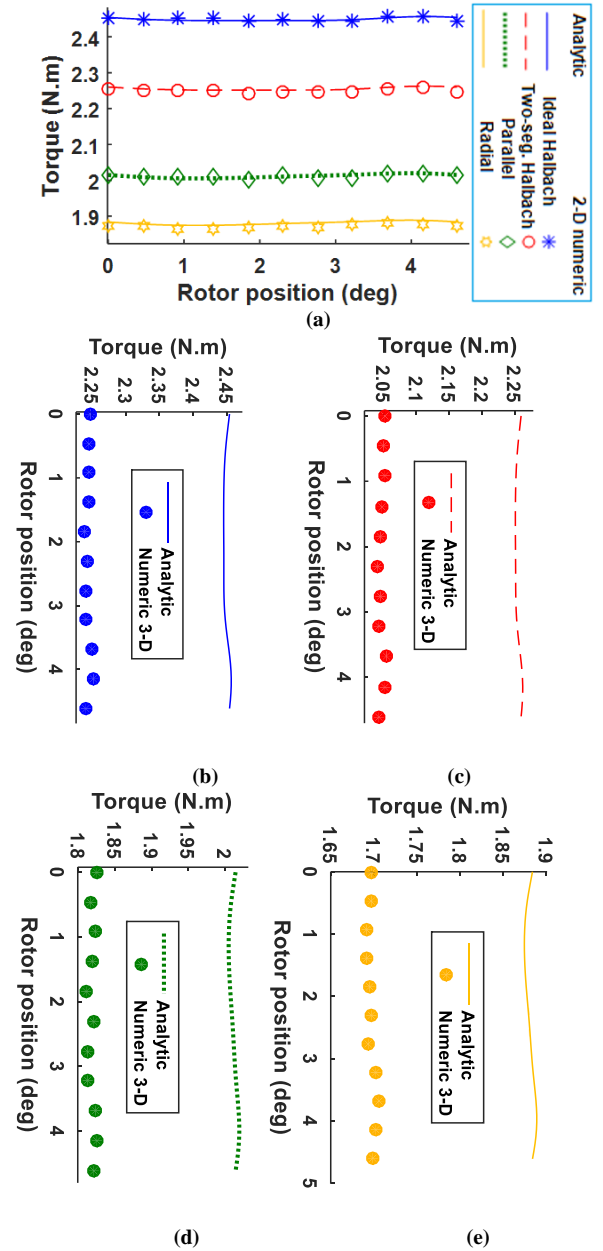 2.4
2.3
2.2
2.1
2
1.9
Torque (N.m)
0
1
2
3
4
Rotor position (deg)
Analytic
2-D numeric
Ideal Halbach
Two-seg. Halbach
Parallel
Radial
(a)
Torque (N.m)
2.25
2.3
2.35
2.4
2.45
0
1
2
3
4
Rotor position (deg)
Analytic
Numeric 3-D
(b)
Torque (N.m)
2.05
2.1
2.15
2.2
2.25
0
1
2
3
4
Rotor position (deg)
Analytic
Numeric 3-D
(c)
Torque (N.m)
1.8
1.85
1.9
1.95
2
0
1
2
3
4
Rotor position (deg)
Analytic
Numeric 3-D
(d)
Torque (N.m)
1.65
1.7
1.75
1.8
1.85
1.9
0
1
2
3
4
5
Rotor position (deg)
Analytic
Numeric 3-D
(e)